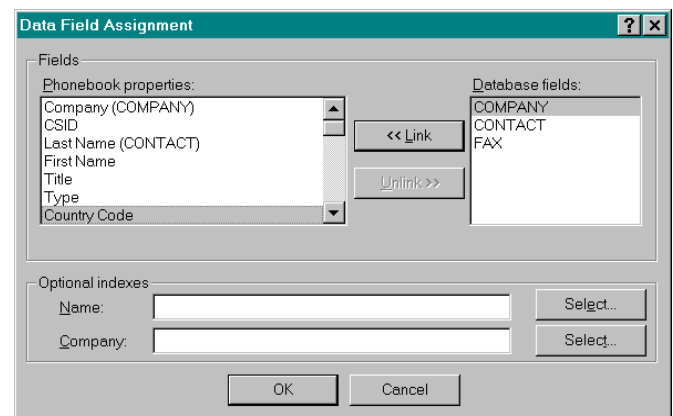 Data Field Assignment
Fields
Phonebook properties:
Company (COMPANY)
CSID
Last Name (CONTACT)
First Name
Title
Type
Country Code
<< Link
Unlink >>
Database fields:
COMPANY
CONTACT
FAX
Optional indexes
Name:
Select...
Company:
Select...
OK
Cancel